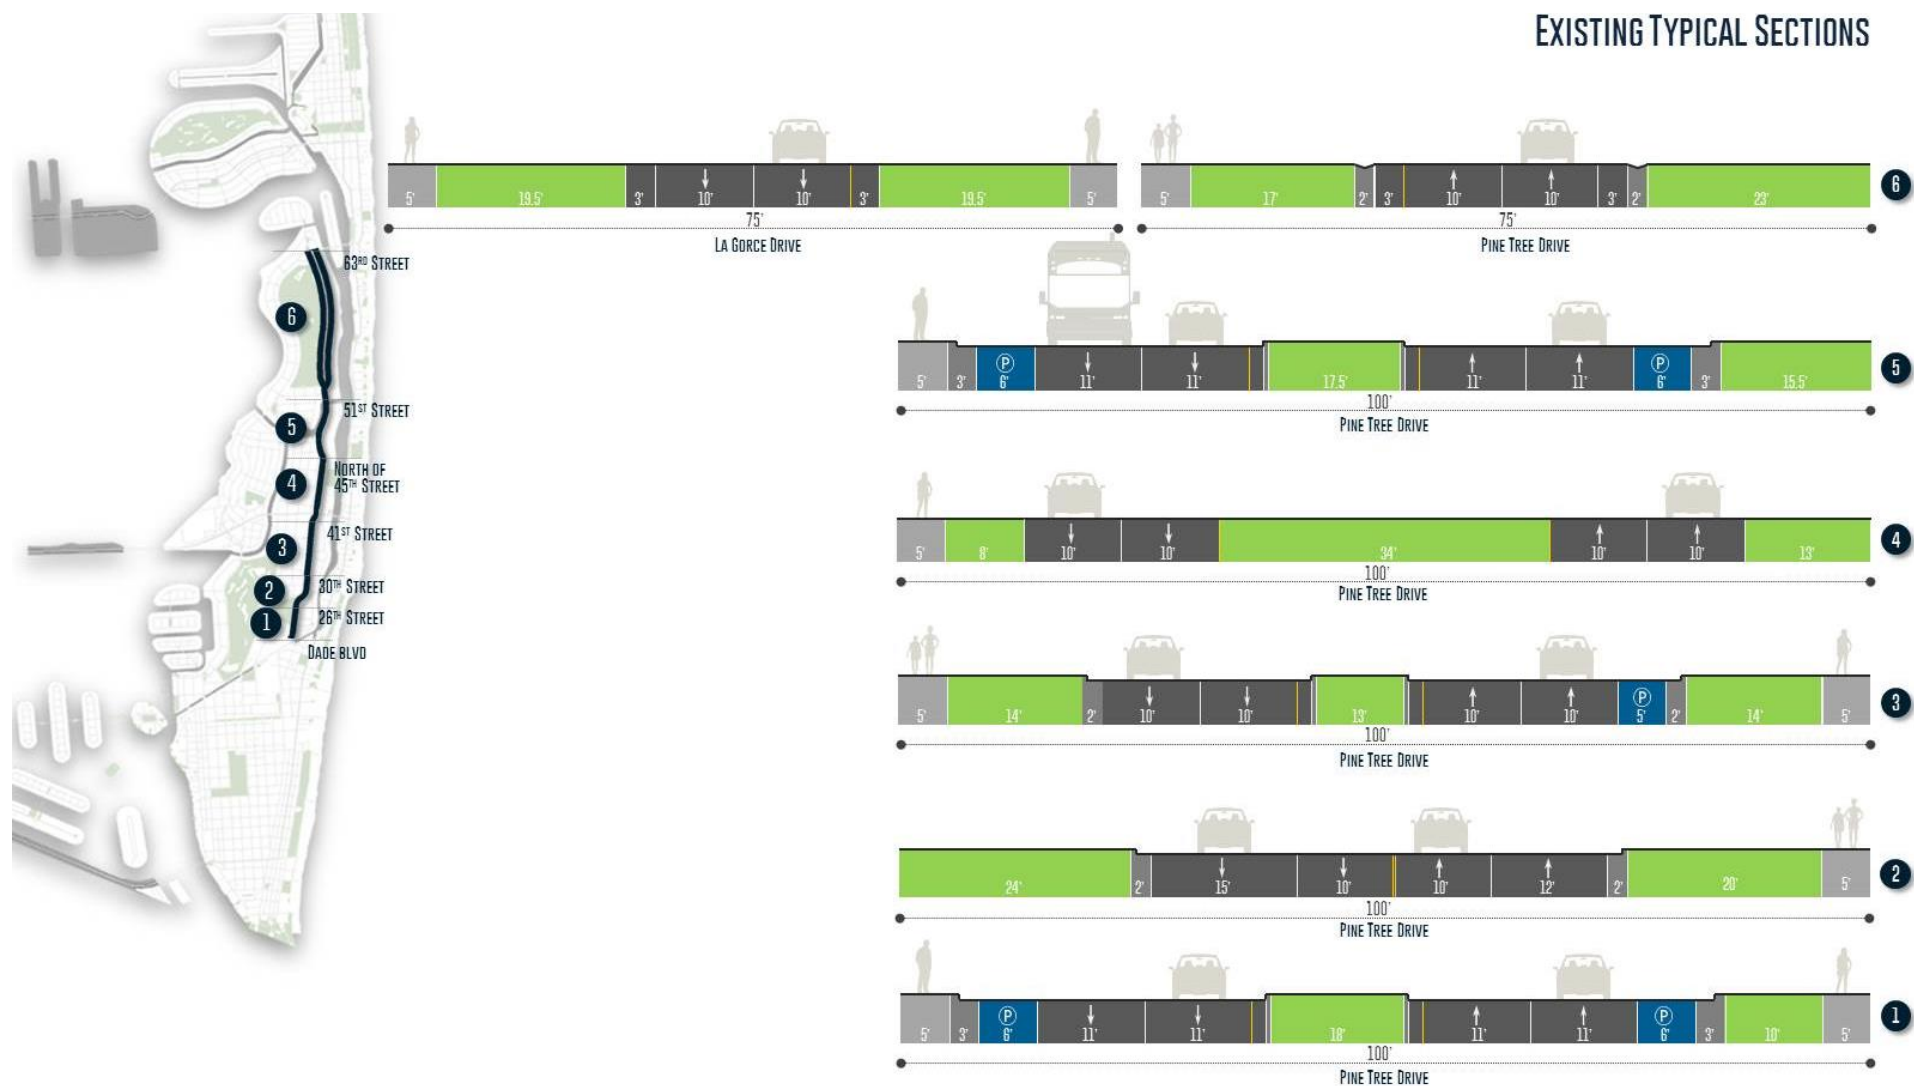 EXISTING TYPICAL SECTIONS
5' 19.5' 3' 10' 10' 3' 19.5' 5'
75'
LA GORCE DRIVE
5' 17' 2' 3' 10' 10' 3' 2' 23'
75'
PINE TREE DRIVE
6
5' 3' P 6' 11' 11' 17.5' 11' 11' P 6' 3' 15.5'
100'
PINE TREE DRIVE
5
5' 8' 10' 10' 34' 10' 10' 13'
100'
PINE TREE DRIVE
4
5' 14' 2' 10' 10' 13' 10' 10' P 5' 2' 14' 5'
100'
PINE TREE DRIVE
3
24' 2' 15' 10' 10' 12' 2' 20' 5'
100'
PINE TREE DRIVE
2
5' 3' P 6' 11' 11' 18' 11' 11' P 6' 3' 10' 5'
100'
PINE TREE DRIVE
1
63RD STREET
6
51ST STREET
5
NORTH OF
45TH STREET
4
41ST STREET
3
30TH STREET
2
26TH STREET
1
DADE BLVD